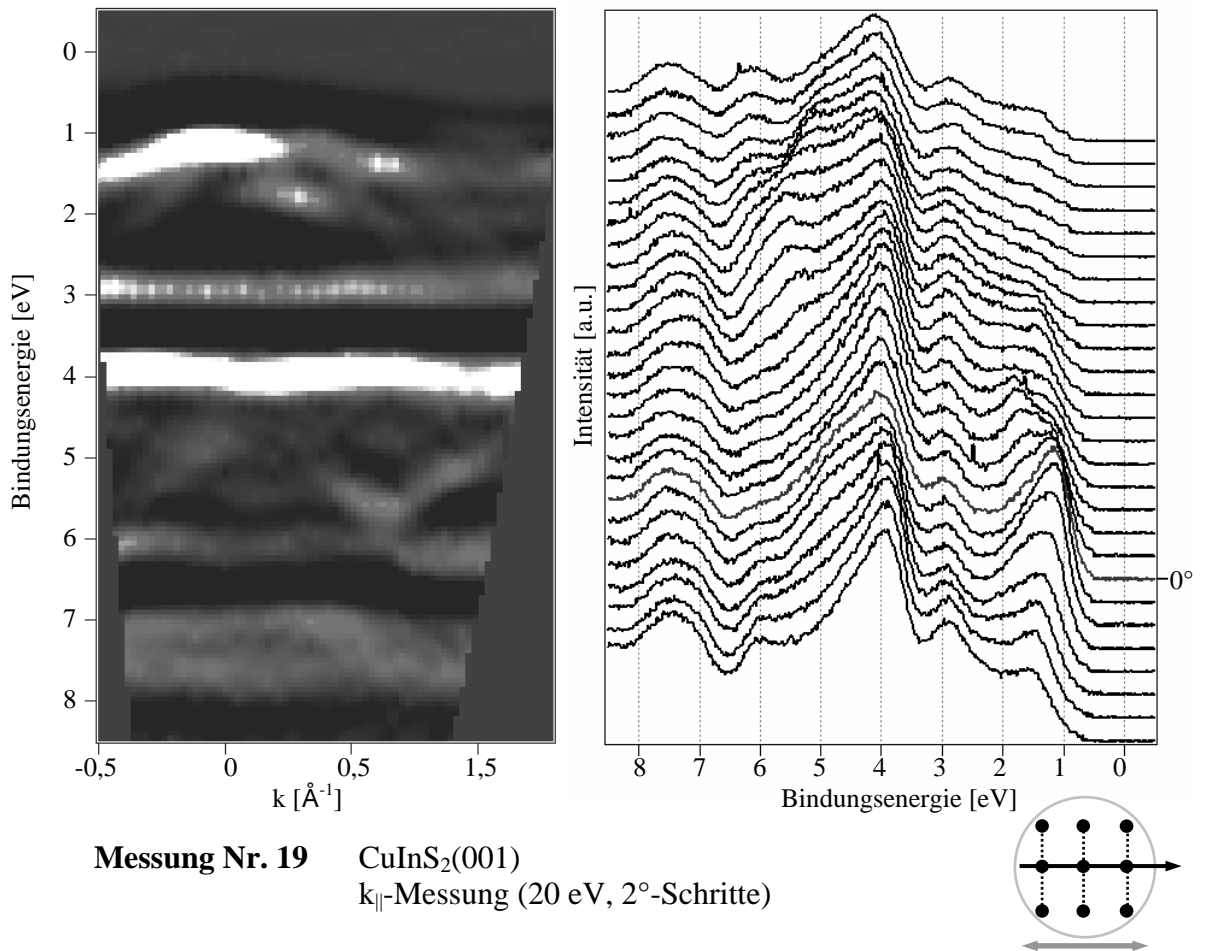 0
1
2
3
4
5
6
7
8
Bindungsenergie [eV]
-0,5 0 0,5 1,5
k [Å⁻¹]
Intensität [a.u.]
0°
8 7 6 5 4 3 2 1 0
Bindungsenergie [eV]
Messung Nr. 19 CuInS₂(001)
k||-Messung (20 eV, 2°-Schritte)